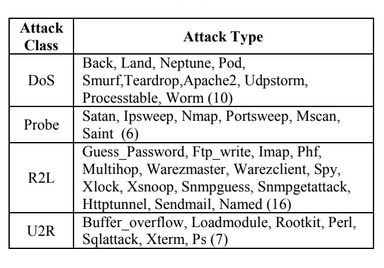 Attack Class
Attack Type
DoS
Back, Land, Neptune, Pod,
Smurf,Teardrop,Apache2, Udpstorm,
Processtable, Worm (10)
Probe
Satan, Ipsweep, Nmap, Portsweep, Mscan,
Saint (6)
R2L
Guess_Password, Ftp_write, Imap, Phf,
Multihop, Warezmaster, Warezclient, Spy,
Xlock, Xsnoop, Snmpguess, Snmpgetattack,
Httptunnel, Sendmail, Named (16)
U2R
Buffer_overflow, Loadmodule, Rootkit, Perl,
Sqlattack, Xterm, Ps (7)